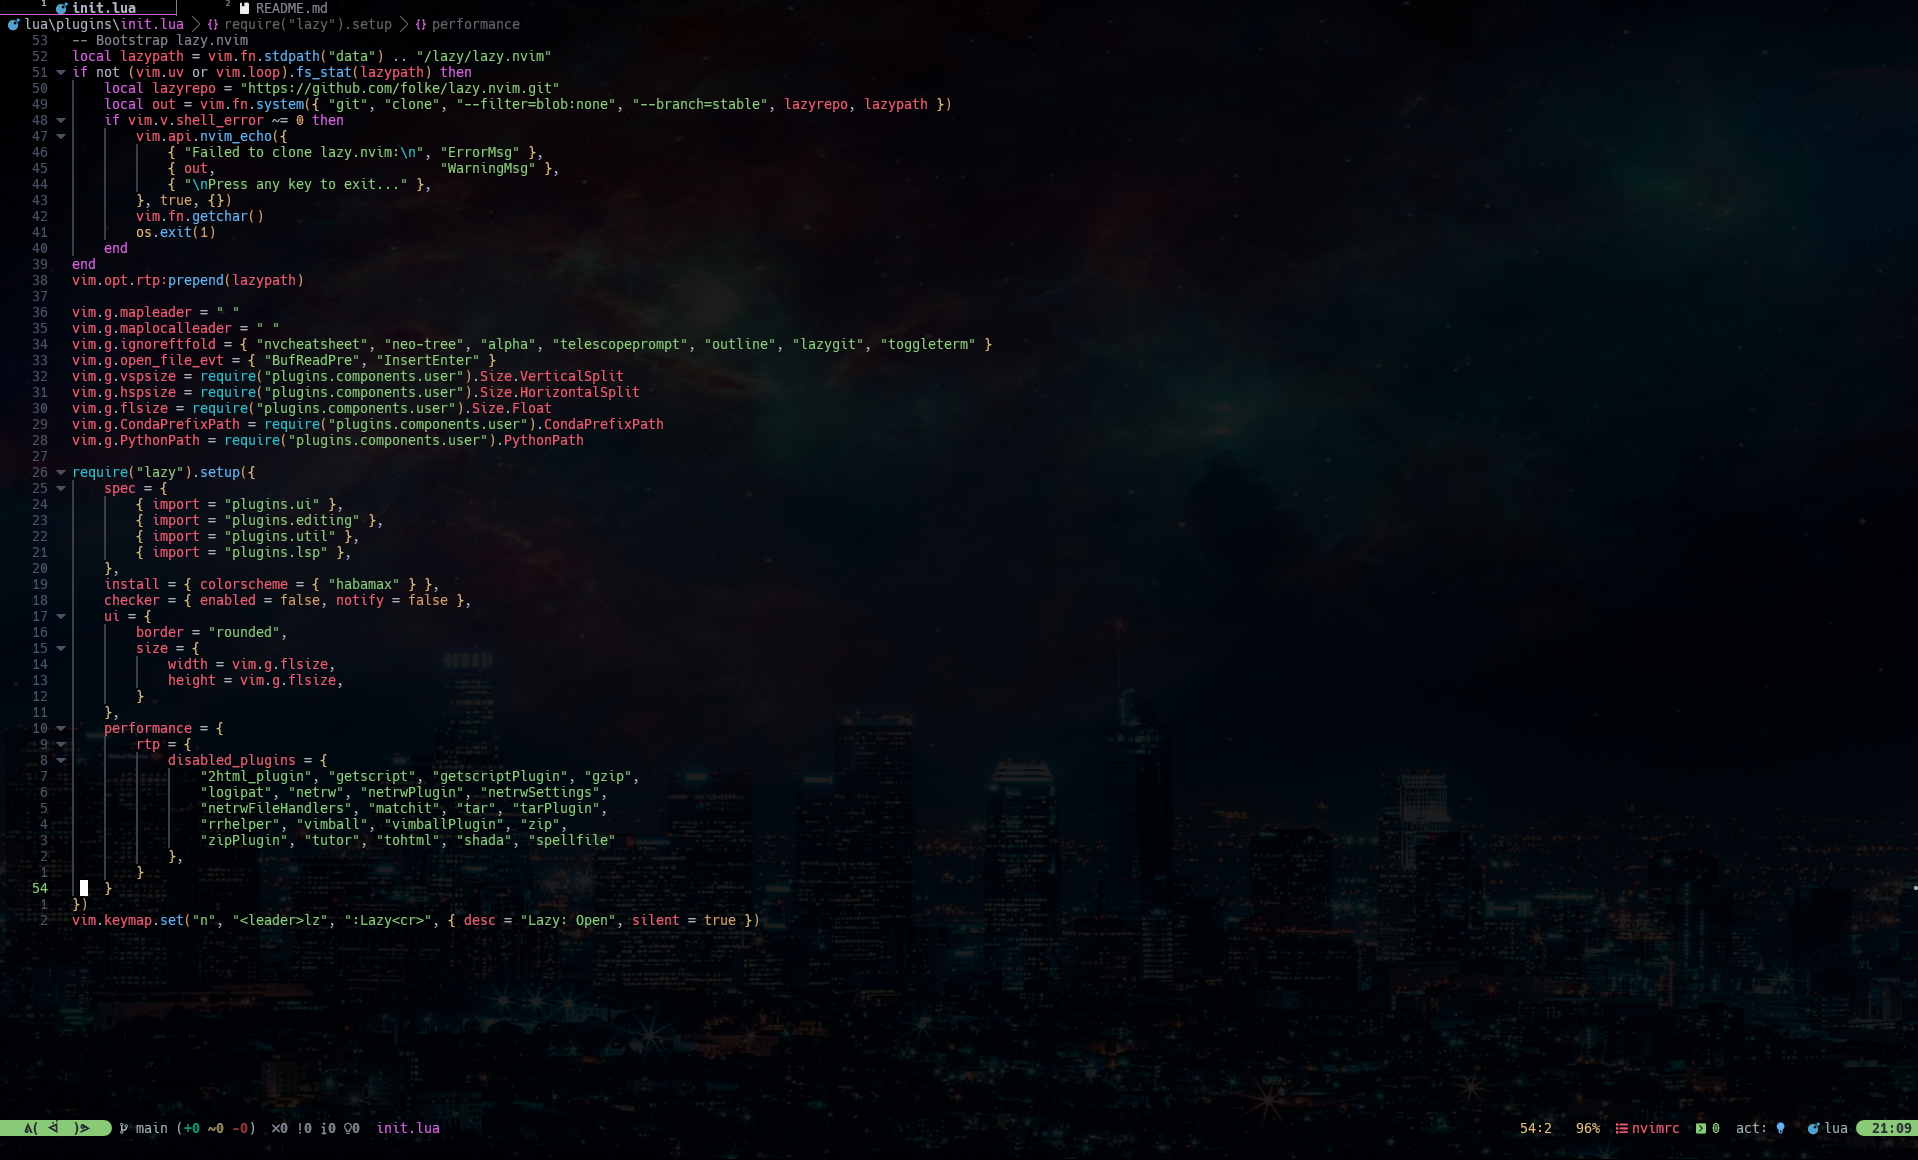 1 init.lua 2 README.md
lua\plugins\init.lua > {} require("lazy").setup > {} performance
53 -- Bootstrap lazy.nvim
52 local lazypath = vim.fn.stdpath("data") .. "/lazy/lazy.nvim"
51 if not (vim.uv or vim.loop).fs_stat(lazypath) then
50     local lazyrepo = "https://github.com/folke/lazy.nvim.git"
49     local out = vim.fn.system({ "git", "clone", "--filter=blob:none", "--branch=stable", lazyrepo, lazypath })
48     if vim.v.shell_error ~= 0 then
47         vim.api.nvim_echo({
46             { "Failed to clone lazy.nvim:\n", "ErrorMsg" },
45             { out,                            "WarningMsg" },
44             { "\nPress any key to exit..." },
43         }, true, {})
42         vim.fn.getchar()
41         os.exit(1)
40     end
39 end
38 vim.opt.rtp:prepend(lazypath)
37
36 vim.g.mapleader = " "
35 vim.g.maplocalleader = " "
34 vim.g.ignoreftfold = { "nvcheatsheet", "neo-tree", "alpha", "telescopeprompt", "outline", "lazygit", "toggleterm" }
33 vim.g.open_file_evt = { "BufReadPre", "InsertEnter" }
32 vim.g.vspsize = require("plugins.components.user").Size.VerticalSplit
31 vim.g.hspsize = require("plugins.components.user").Size.HorizontalSplit
30 vim.g.flsize = require("plugins.components.user").Size.Float
29 vim.g.CondaPrefixPath = require("plugins.components.user").CondaPrefixPath
28 vim.g.PythonPath = require("plugins.components.user").PythonPath
27
26 require("lazy").setup({
25     spec = {
24         { import = "plugins.ui" },
23         { import = "plugins.editing" },
22         { import = "plugins.util" },
21         { import = "plugins.lsp" },
20     },
19     install = { colorscheme = { "habamax" } },
18     checker = { enabled = false, notify = false },
17     ui = {
16         border = "rounded",
15         size = {
14             width = vim.g.flsize,
13             height = vim.g.flsize,
12         }
11     },
10     performance = {
9         rtp = {
8             disabled_plugins = {
7                 "2html_plugin", "getscript", "getscriptPlugin", "gzip",
6                 "logipat", "netrw", "netrwPlugin", "netrwSettings",
5                 "netrwFileHandlers", "matchit", "tar", "tarPlugin",
4                 "rrhelper", "vimball", "vimballPlugin", "zip",
3                 "zipPlugin", "tutor", "tohtml", "shada", "spellfile"
2             },
1         }
54     }
1 })
2 vim.keymap.set("n", "<leader>lz", ":Lazy<cr>", { desc = "Lazy: Open", silent = true })
main (+0 ~0 -0) ×0 !0 i0 0 init.lua 54:2 96% nvimrc 0 act: lua 21:09